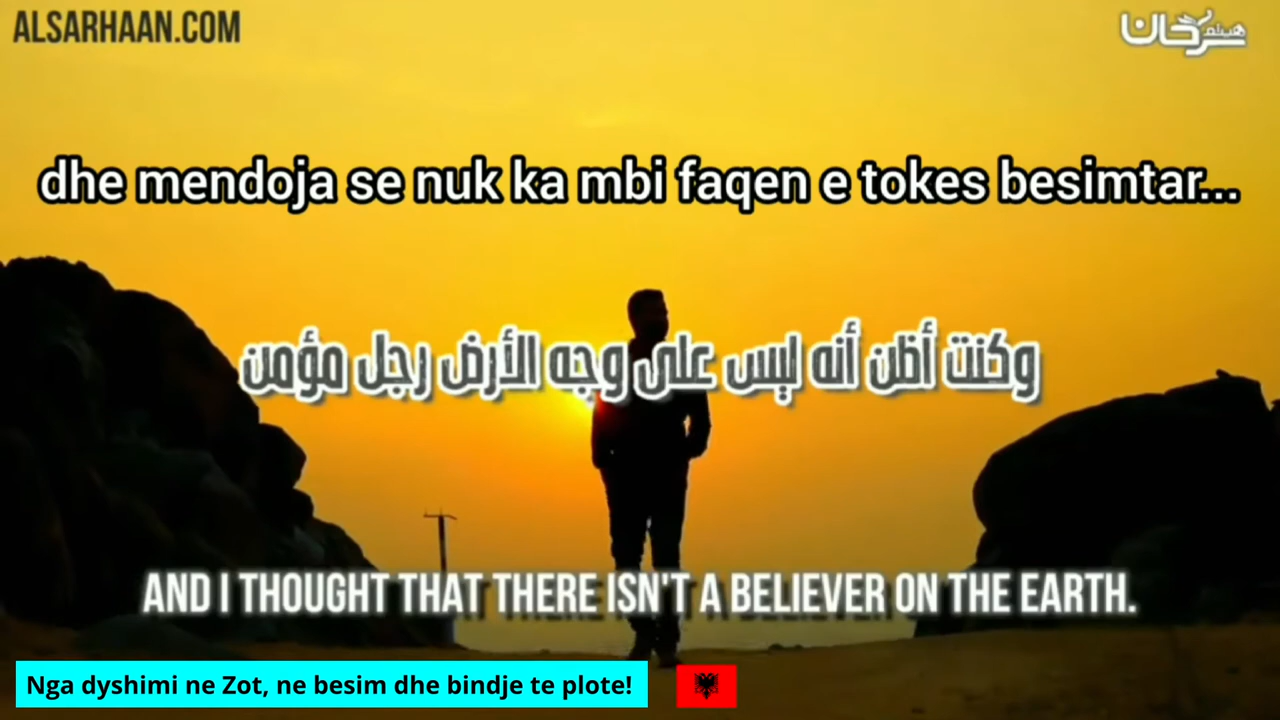 ALSARHAAN.COM
هيثم سرحان
dhe mendoja se nuk ka mbi faqen e tokes besimtar...
وكنت أظن أنه ليس على وجه الأرض رجل مؤمن
AND I THOUGHT THAT THERE ISN'T A BELIEVER ON THE EARTH.
Nga dyshimi ne Zot, ne besim dhe bindje te plote!